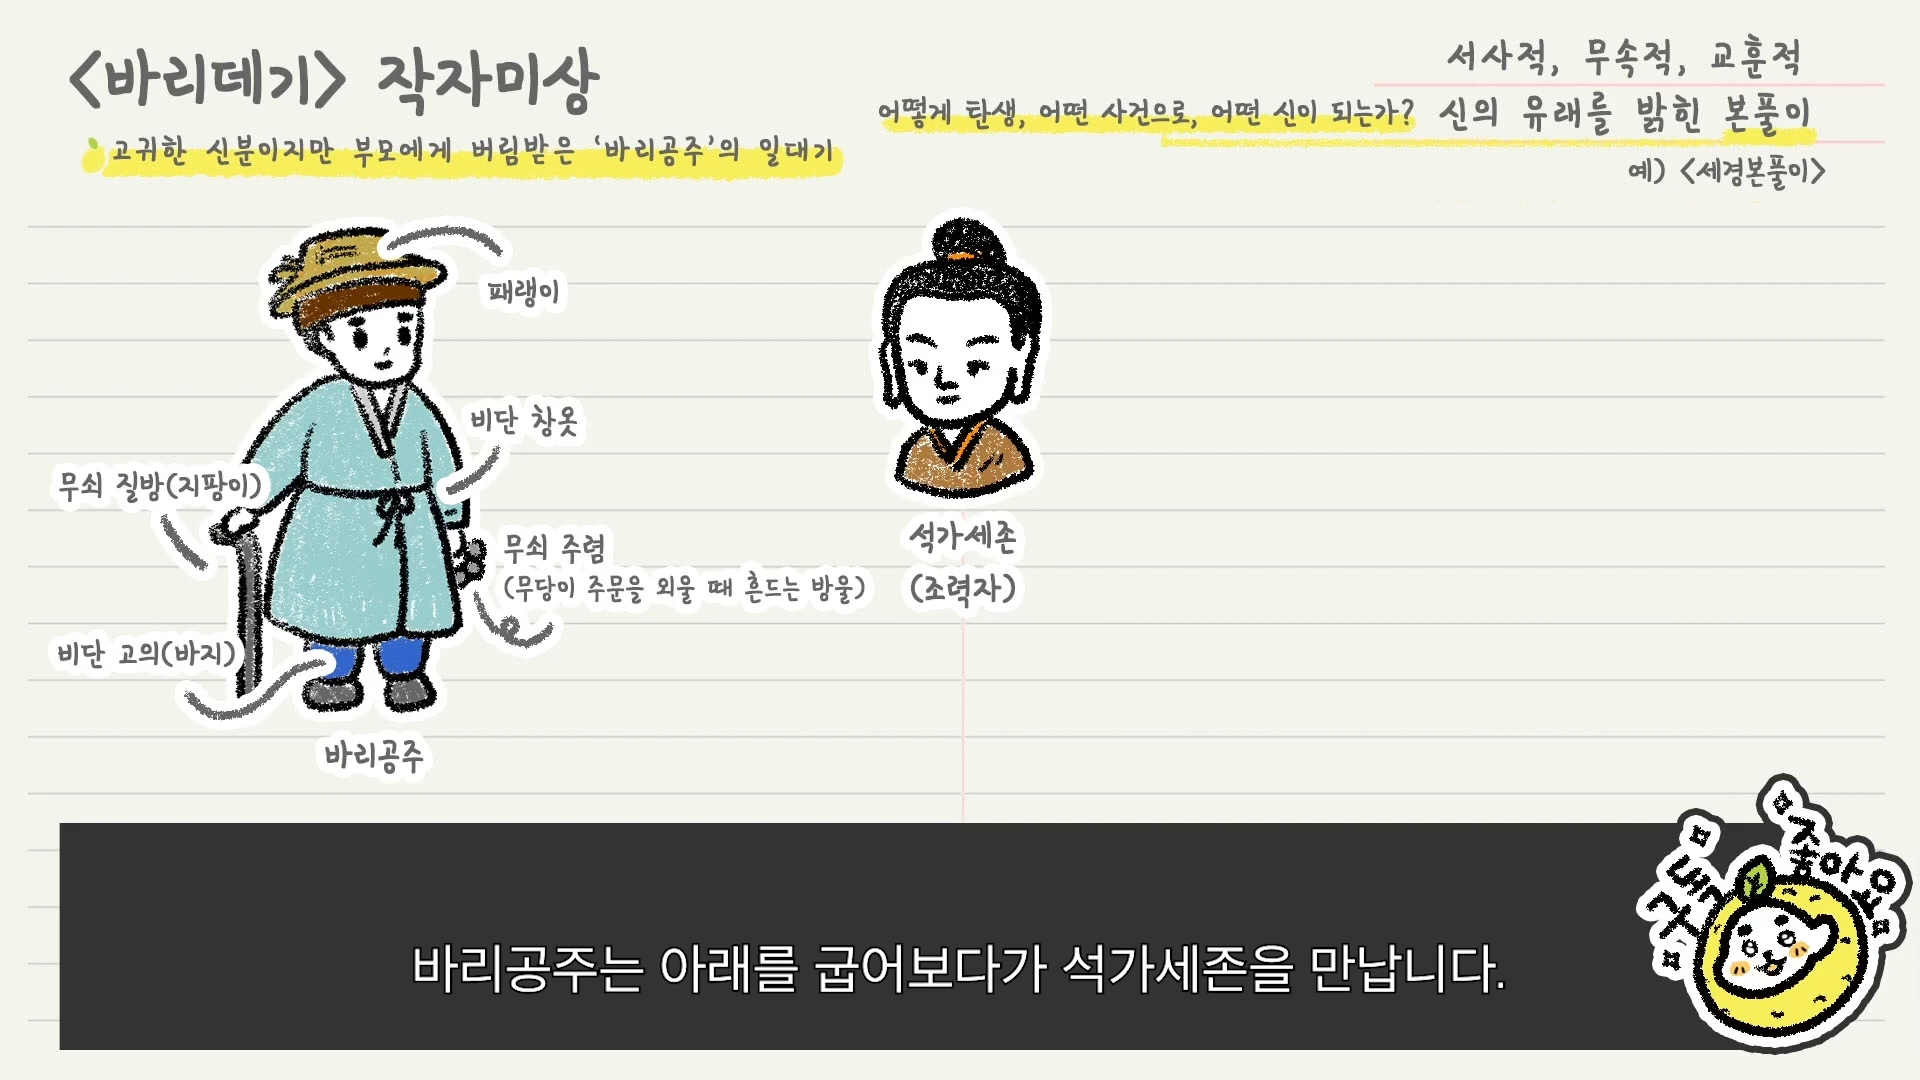 <바리데기> 작자미상
고귀한 신분이지만 부모에게 버림받은 ‘바리공주’의 일대기
서사적, 무속적, 교훈적
어떻게 탄생, 어떤 사건으로, 어떤 신이 되는가? 신의 유래를 밝힌 본풀이
예) <세경본풀이>
패랭이
비단 창옷
무쇠 질방(지팡이)
무쇠 주렴
(무당이 주문을 외울 때 흔드는 방울)
비단 고의(바지)
바리공주
석가세존
(조력자)
구독
좋아요
바리공주는 아래를 굽어보다가 석가세존을 만납니다.